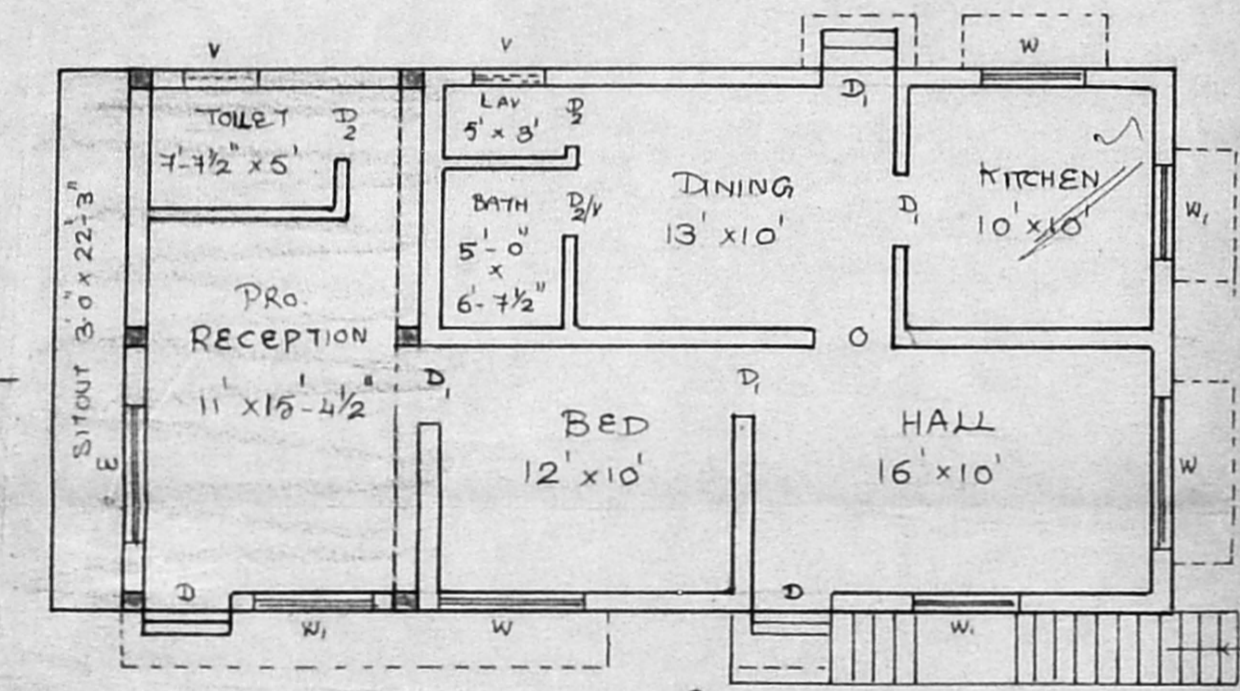 V
V
W
TOILET
7'-7½" x 5'
D2
LAV
5' x 3'
D2
D1
KITCHEN
10' x 10'
W1
DINING
13' x 10'
D1
BATH
5'-0"
x
6'-7½"
D2/V
SITOUT 3'-0" x 22'-3"
PRO.
RECEPTION
11' x 15'-4½"
O
D1
D1
BED
12' x 10'
HALL
16' x 10'
W
W
D
D
W1
W
W1